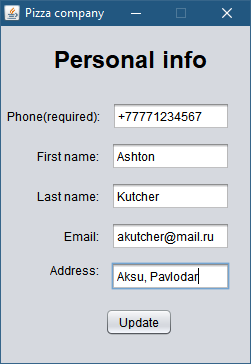 Pizza company
Personal info
Phone(required): +77771234567
First name: Ashton
Last name: Kutcher
Email: akutcher@mail.ru
Address: Aksu, Pavlodar
Update